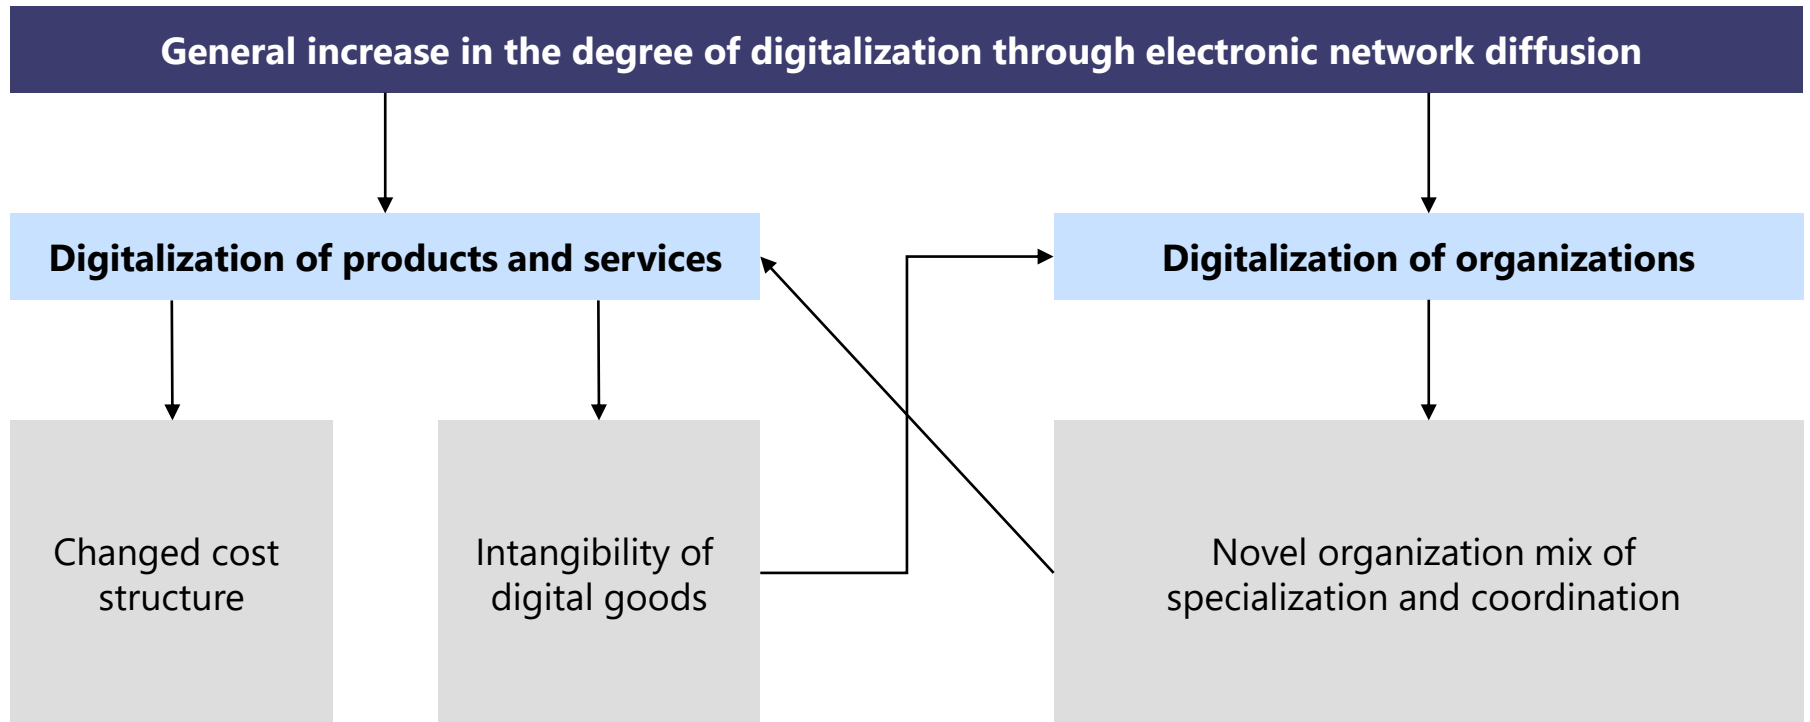 General increase in the degree of digitalization through electronic network diffusion
Digitalization of products and services
Digitalization of organizations
Changed cost
structure
Intangibility of
digital goods
Novel organization mix of
specialization and coordination